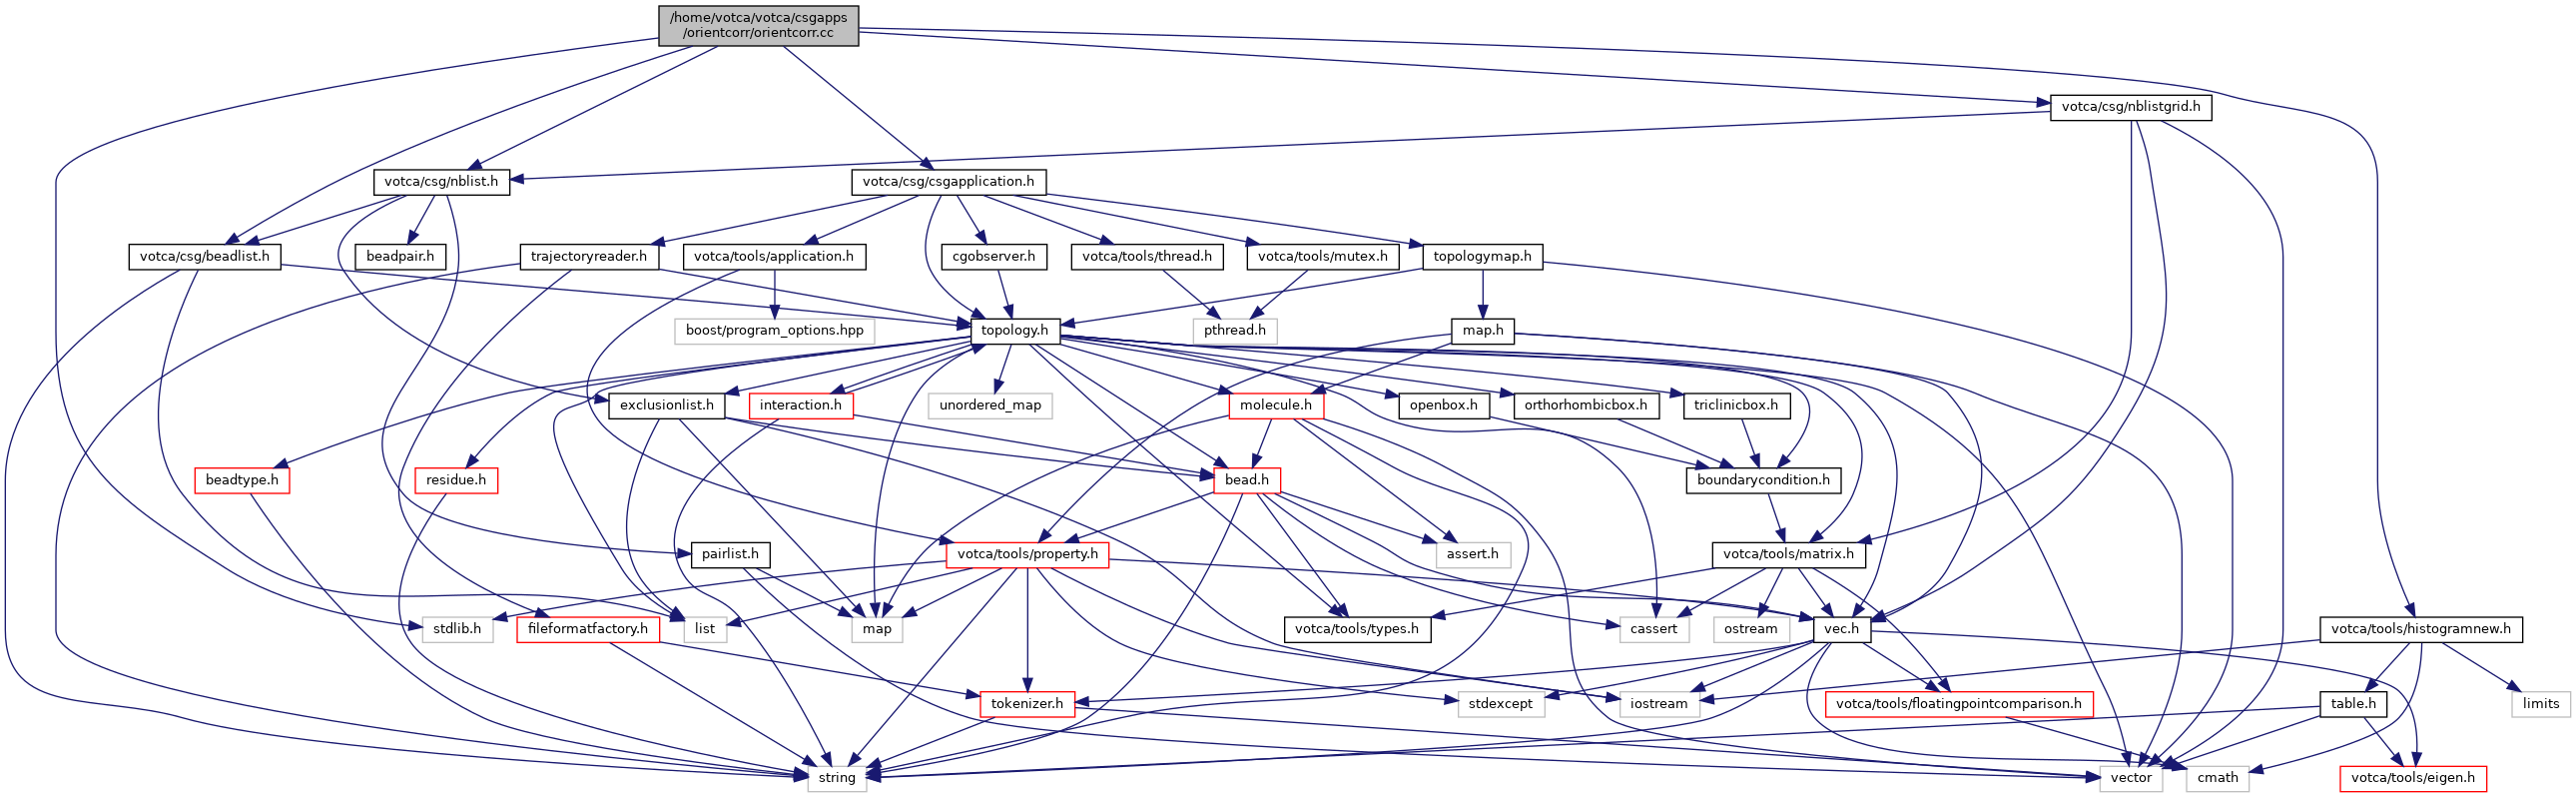 /home/votca/votca/csgapps
/orientcorr/orientcorr.cc
votca/csg/nblistgrid.h
votca/csg/nblist.h
votca/csg/csgapplication.h
votca/csg/beadlist.h
beadpair.h
trajectoryreader.h
votca/tools/application.h
cgobserver.h
votca/tools/thread.h
votca/tools/mutex.h
topologymap.h
boost/program_options.hpp
topology.h
pthread.h
map.h
exclusionlist.h
interaction.h
unordered_map
molecule.h
openbox.h
orthorhombicbox.h
triclinicbox.h
beadtype.h
residue.h
bead.h
boundarycondition.h
pairlist.h
votca/tools/property.h
assert.h
votca/tools/matrix.h
stdlib.h
fileformatfactory.h
list
map
votca/tools/types.h
cassert
ostream
vec.h
votca/tools/histogramnew.h
tokenizer.h
stdexcept
iostream
votca/tools/floatingpointcomparison.h
table.h
limits
string
vector
cmath
votca/tools/eigen.h